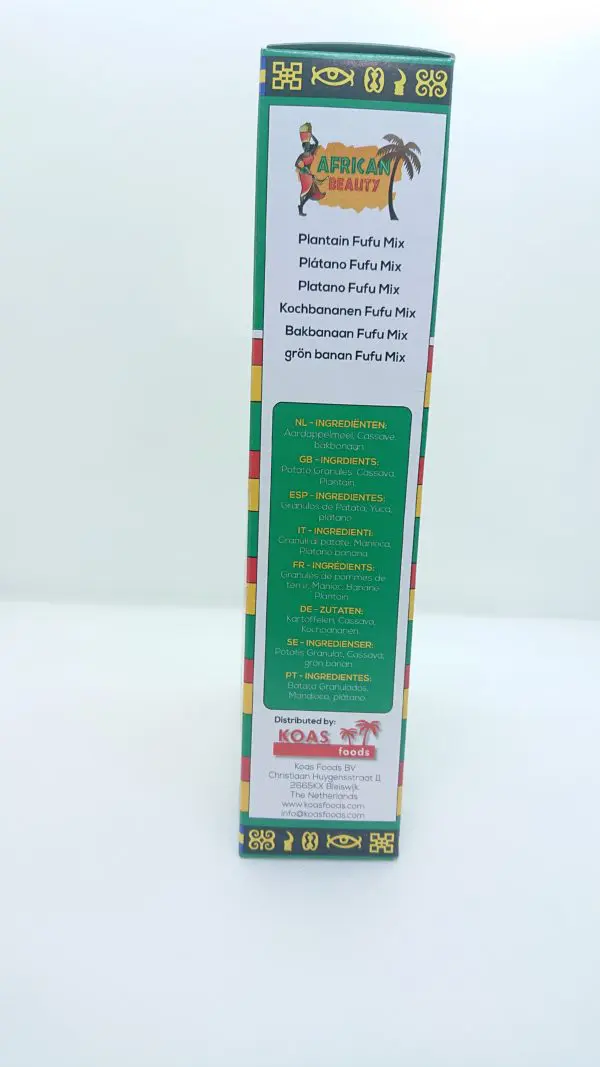 AFRICAN
BEAUTY
Plantain Fufu Mix
Plátano Fufu Mix
Platano Fufu Mix
Kochbananen Fufu Mix
Bakbanaan Fufu Mix
grön banan Fufu Mix
NL - INGREDIËNTEN:
Aardappelmeel, Cassave,
GB - INGRDIENTS:
Potato Granules, Cassava,
Plantain
ESP - INGREDIENTES:
Granulos de Patata, Yuca,
plátano
IT - INGREDIENTI:
Granuli di patate, Manioca,
Platano banana
FR - INGRÉDIENTS:
Granules de pommes de
terre, Manioc, Banane
Plantain
DE - ZUTATEN:
Kartoffelen, Cassava,
Kochbananen
SE - INGREDIENSER:
Potatis Granulat, Cassava,
grön banan
PT - INGREDIENTES:
Batata Granulados,
Mandioca, plátano
Distributed by:
KOAS
foods
Koas Foods BV
Christiaan Huygensstraat 11
2665KX Bleiswijk
The Netherlands
www.koasfoods.com
info@koasfoods.com